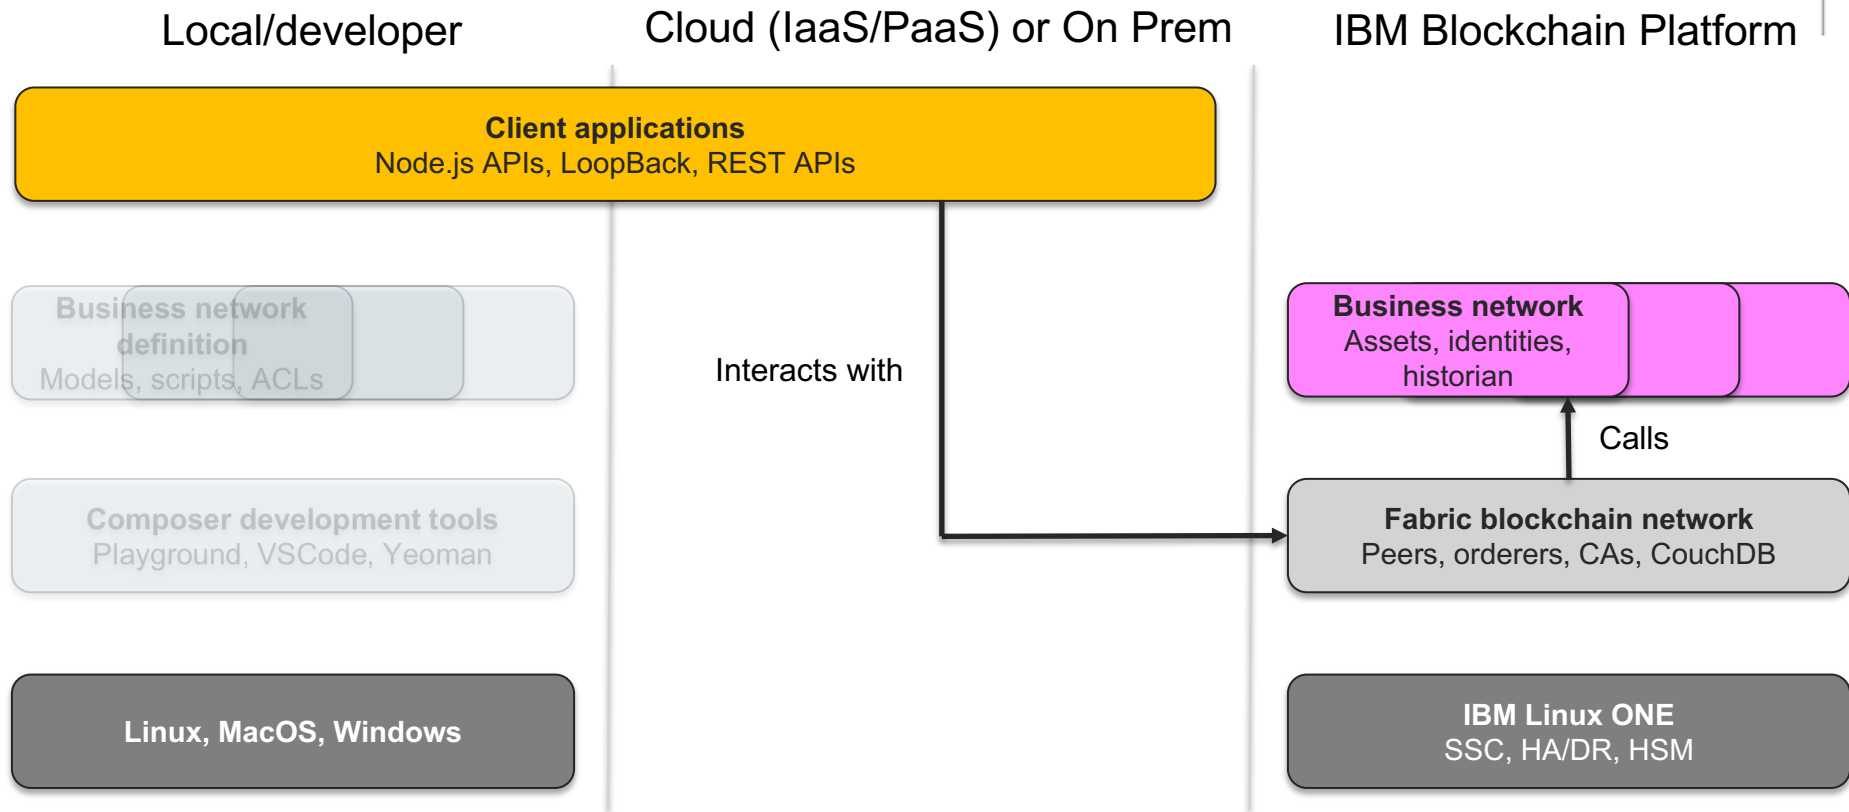 Local/developer
Cloud (IaaS/PaaS) or On Prem
IBM Blockchain Platform
Client applications
Node.js APIs, LoopBack, REST APIs
Business network
definition
Models, scripts, ACLs
Interacts with
Business network
Assets, identities,
historian
Calls
Composer development tools
Playground, VSCode, Yeoman
Fabric blockchain network
Peers, orderers, CAs, CouchDB
Linux, MacOS, Windows
IBM Linux ONE
SSC, HA/DR, HSM